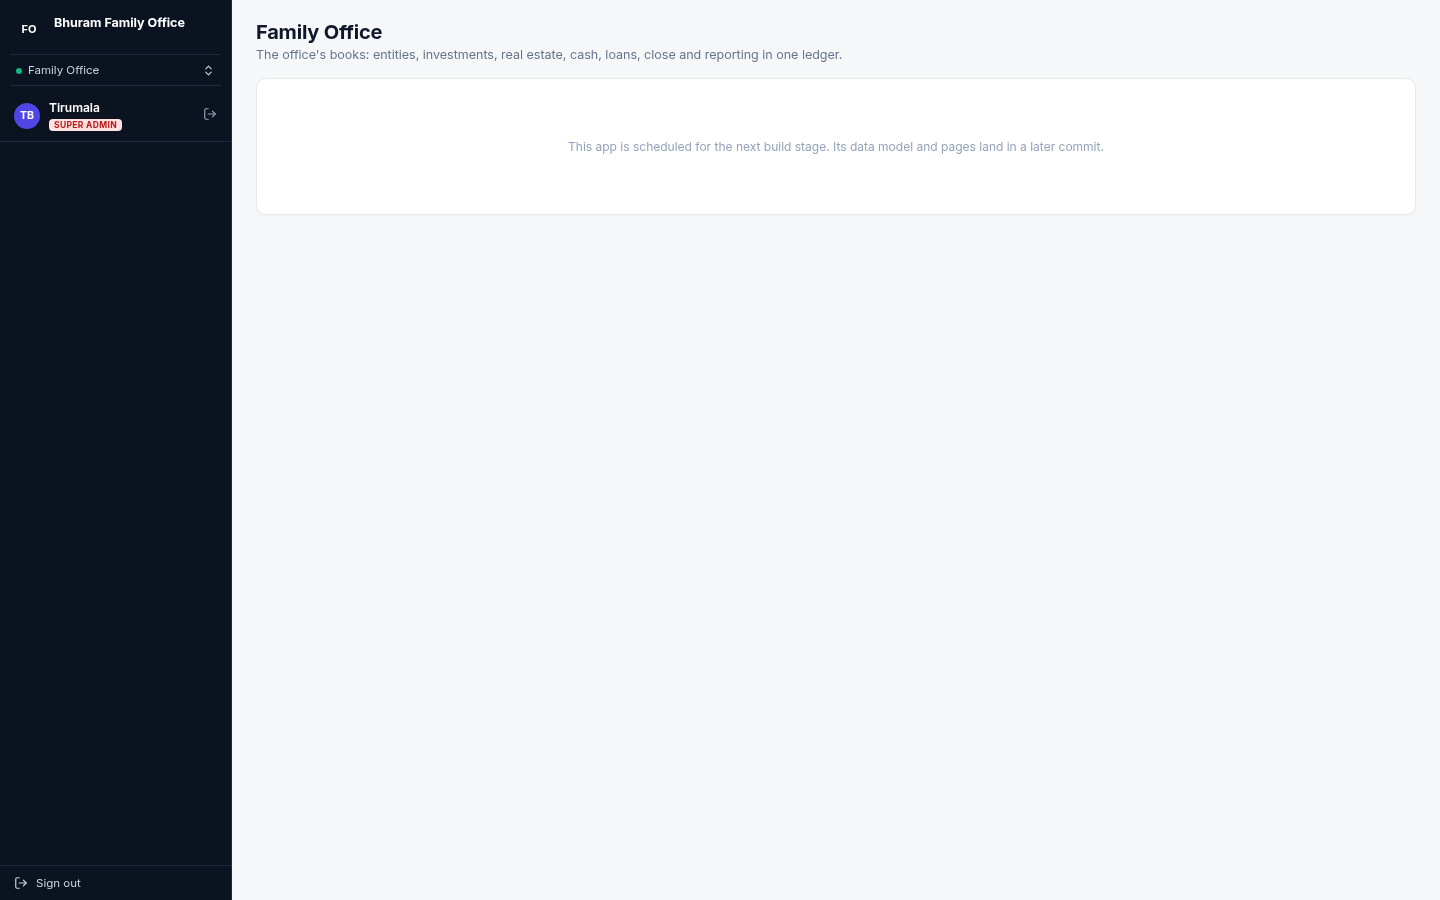 FO
Bhuram Family Office
Family Office
TB
Tirumala
SUPER ADMIN
Sign out
Family Office
The office's books: entities, investments, real estate, cash, loans, close and reporting in one ledger.
This app is scheduled for the next build stage. Its data model and pages land in a later commit.